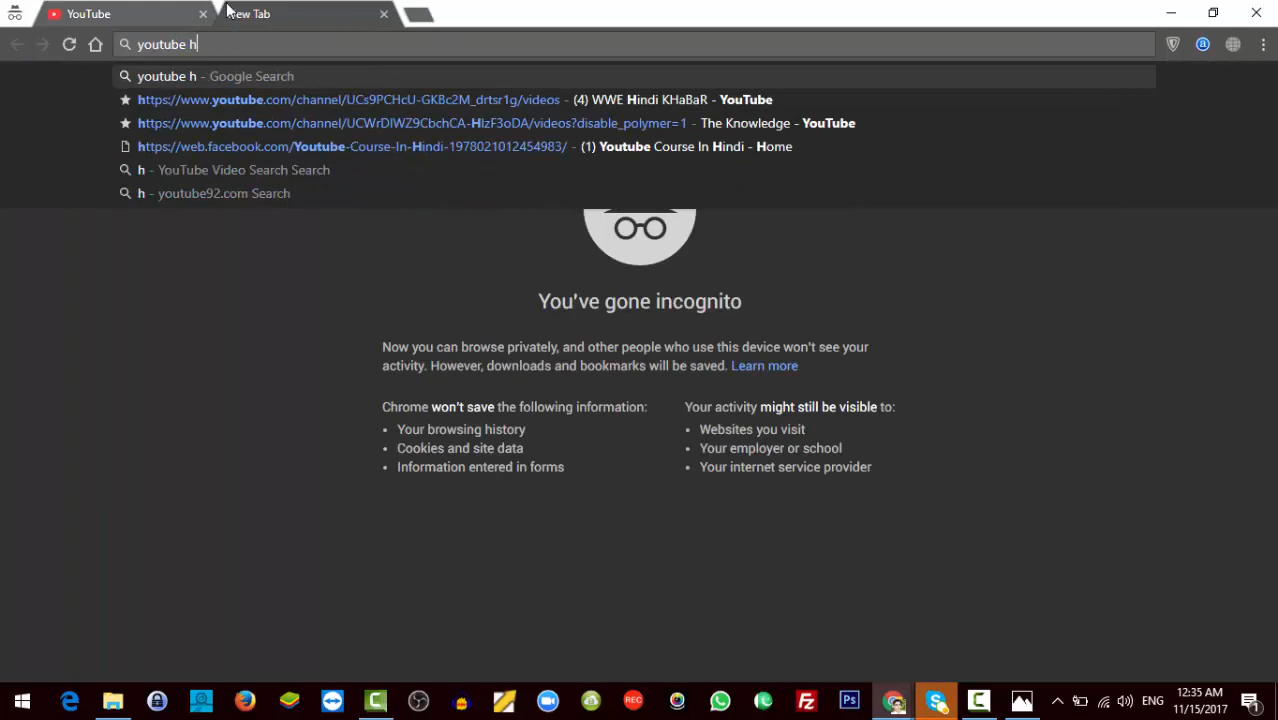 YouTube
New Tab
youtube h
youtube h - Google Search
https://www.youtube.com/channel/UCs9PCHcU-GKBc2M_drtsr1g/videos - (4) WWE Hindi KHaBaR - YouTube
https://www.youtube.com/channel/UCWrDlWZ9CbchCA-HlzF3oDA/videos?disable_polymer=1 - The Knowledge - YouTube
https://web.facebook.com/Youtube-Course-In-Hindi-1978021012454983/ - (1) Youtube Course In Hindi - Home
h - YouTube Video Search Search
h - youtube92.com Search
You've gone incognito
Now you can browse privately, and other people who use this device won't see your
activity. However, downloads and bookmarks will be saved. Learn more
Chrome won't save the following information:
• Your browsing history
• Cookies and site data
• Information entered in forms
Your activity might still be visible to:
• Websites you visit
• Your employer or school
• Your internet service provider
REC
Fz
Ps
ENG
12:35 AM
11/15/2017
1